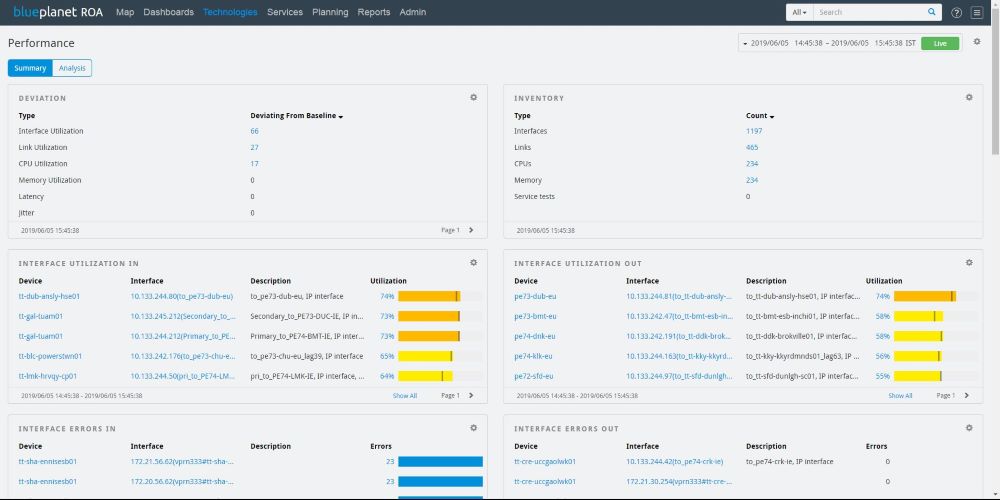 blueplanet ROA Map Dashboards Technologies Services Planning Reports Admin All Search
Performance
2019/06/05 14:45:38 – 2019/06/05 15:45:38 IST Live
Summary Analysis
DEVIATION
Type Deviating From Baseline
Interface Utilization 66
Link Utilization 27
CPU Utilization 17
Memory Utilization 0
Latency 0
Jitter 0
2019/06/05 15:45:38 Page 1
INVENTORY
Type Count
Interfaces 1197
Links 465
CPUs 234
Memory 234
Service tests 0
2019/06/05 15:45:38
INTERFACE UTILIZATION IN
Device Interface Description Utilization
tt-dub-ansly-hse01 10.133.244.80(to_pe73-dub-eu) to_pe73-dub-eu, IP interface 74%
tt-gal-tuam01 10.133.245.212(Secondary_to_... Secondary_to_PE73-DUC-IE, IP in... 73%
tt-gal-tuam01 10.133.244.212(Primary_to_PE... Primary_to_PE74-BMT-IE, IP interf... 73%
tt-blc-powerstwn01 10.133.242.176(to_pe73-chu-e... to_pe73-chu-eu_lag39, IP interface 65%
tt-lmk-hrvqy-cp01 10.133.244.50(pri_to_PE74-LM... pri_to_PE74-LMK-IE, IP interface, ... 64%
2019/06/05 14:45:38 - 2019/06/05 15:45:38 Show All Page 1
INTERFACE UTILIZATION OUT
Device Interface Description Utilization
pe73-dub-eu 10.133.244.81(to_tt-dub-ansly-... to_tt-dub-ansly-hse01, IP interfac... 74%
pe73-bmt-eu 10.133.242.47(to_tt-bmt-esb-in... to_tt-bmt-esb-inchi01, IP interfac... 58%
pe74-dnk-eu 10.133.242.191(to_tt-ddk-brok... to_tt-ddk-brokville01, IP interfac... 58%
pe74-klk-eu 10.133.244.163(to_tt-kky-kkyrd... to_tt-kky-kkyrdmnds01_lag63, IP ... 56%
pe72-sfd-eu 10.133.244.97(to_tt-sfd-dunlgh... to_tt-sfd-dunlgh-sc01, IP interfac... 55%
2019/06/05 14:45:38 - 2019/06/05 15:45:38 Show All Page 1
INTERFACE ERRORS IN
Device Interface Description Errors
tt-sha-ennisesb01 172.21.56.62(vprn333#tt-sha-... 23
tt-sha-ennisesb01 172.20.56.62(vprn333#tt-sha-... 23
INTERFACE ERRORS OUT
Device Interface Description Errors
tt-cre-uccgaolwk01 10.133.244.42(to_pe74-crk-ie) to_pe74-crk-ie, IP interface 0
tt-cre-uccgaolwk01 172.21.30.254(vprn333#tt-cre-... 0